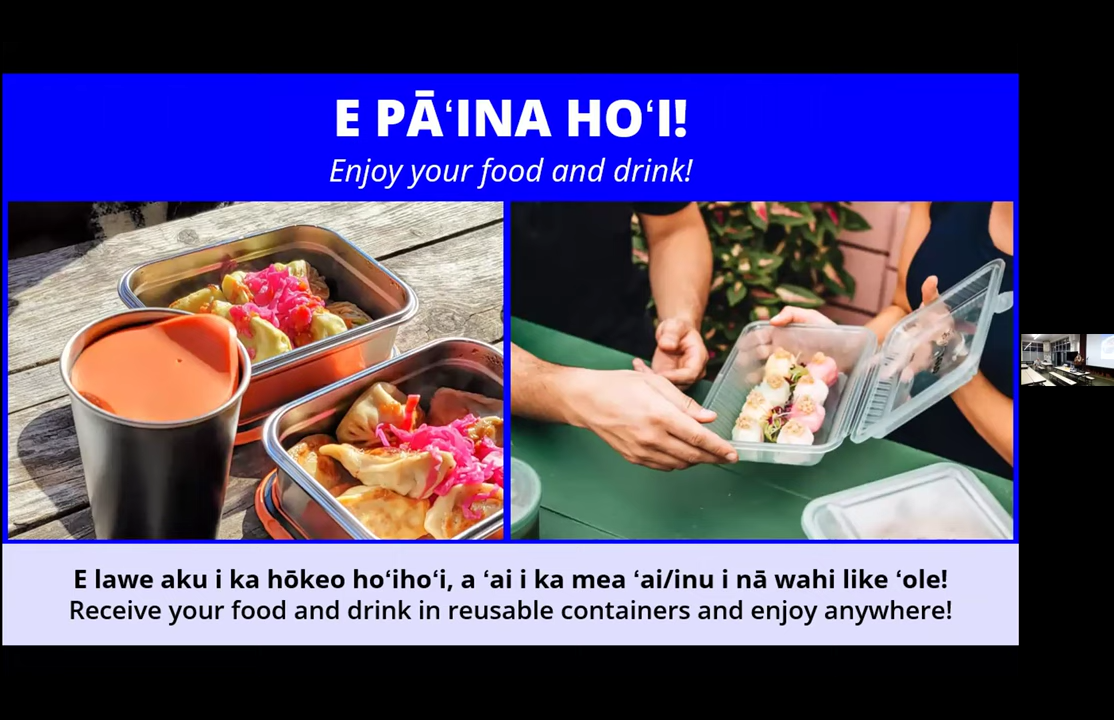 E PĀʻINA HOʻI!
Enjoy your food and drink!
E lawe aku i ka hōkeo hoʻihoʻi, a ʻai i ka mea ʻai/inu i nā wahi like ʻole!
Receive your food and drink in reusable containers and enjoy anywhere!